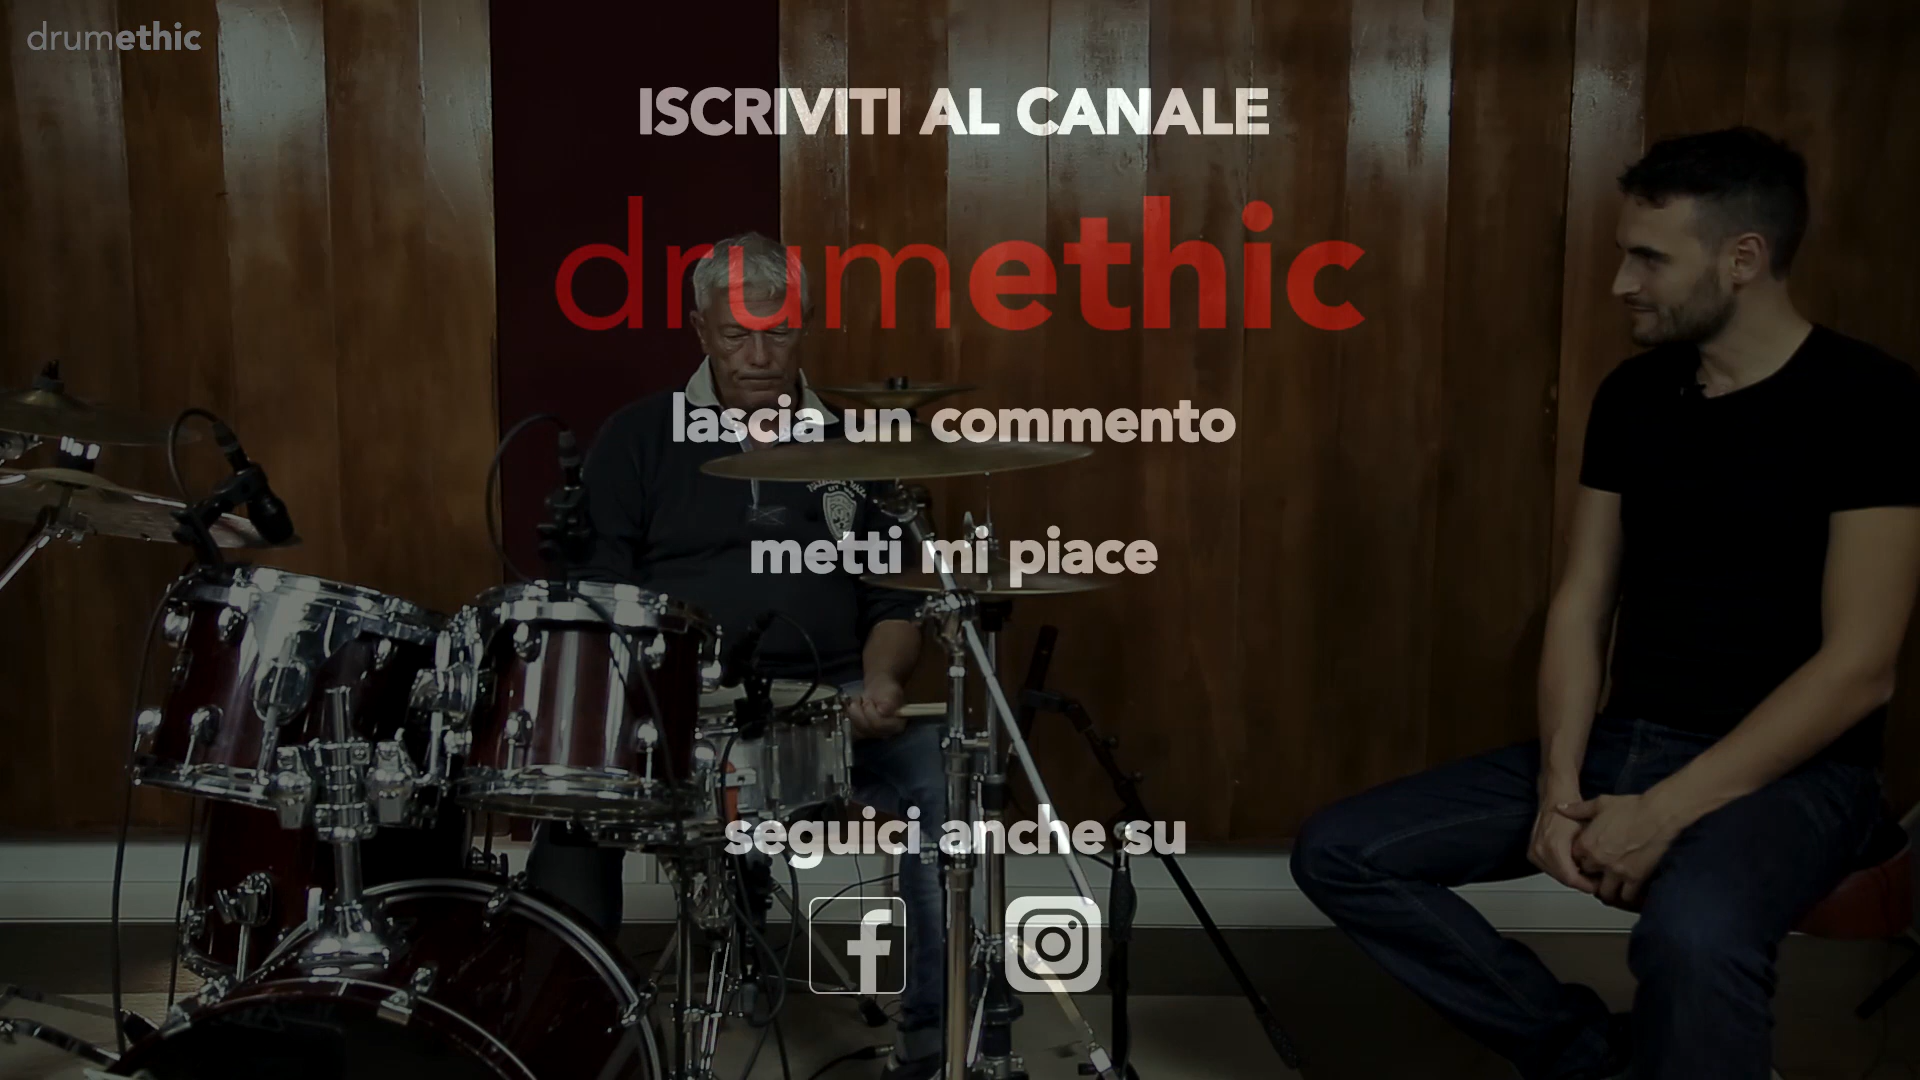 drumethic
ISCRIVITI AL CANALE
drumethic
lascia un commento
metti mi piace
seguici anche su